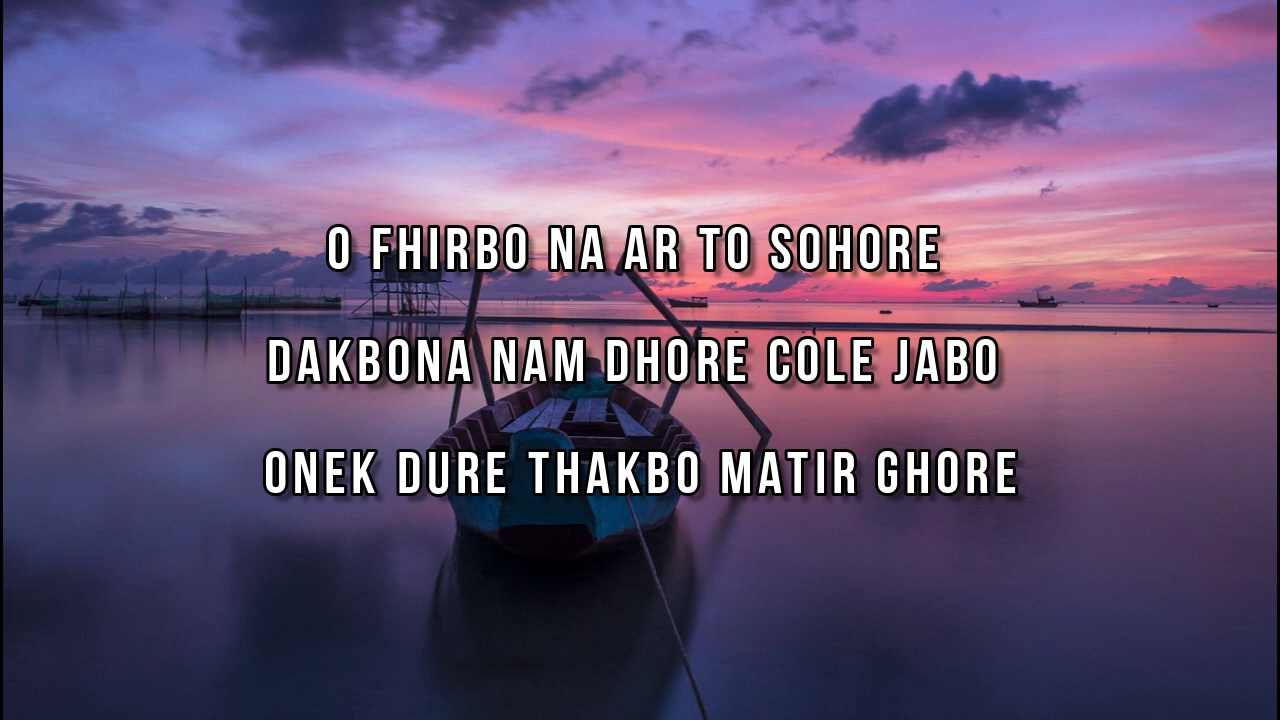 O FHIRBO NA AR TO SOHORE
DAKBONA NAM DHORE COLE JABO
ONEK DURE THAKBO MATIR GHORE